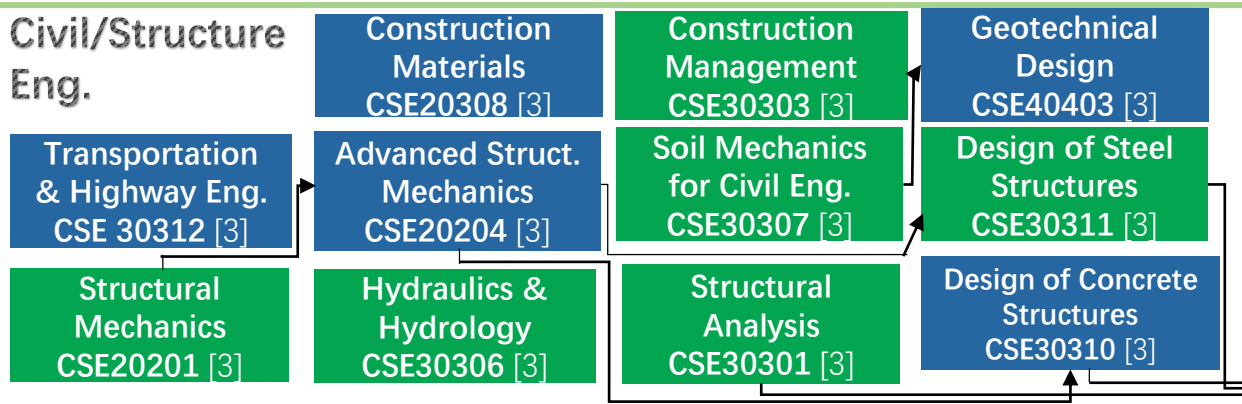 Civil/Structure
Eng.
Construction
Materials
CSE20308 [3]
Construction
Management
CSE30303 [3]
Geotechnical
Design
CSE40403 [3]
Transportation
& Highway Eng.
CSE 30312 [3]
Advanced Struct.
Mechanics
CSE20204 [3]
Soil Mechanics
for Civil Eng.
CSE30307 [3]
Design of Steel
Structures
CSE30311 [3]
Structural
Mechanics
CSE20201 [3]
Hydraulics &
Hydrology
CSE30306 [3]
Structural
Analysis
CSE30301 [3]
Design of Concrete
Structures
CSE30310 [3]